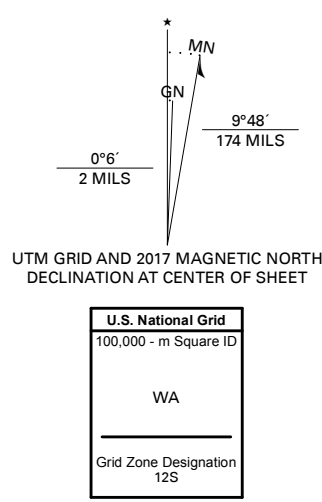 ★
MN
GN
9°48´
174 MILS
0°6´
2 MILS
UTM GRID AND 2017 MAGNETIC NORTH
DECLINATION AT CENTER OF SHEET
U.S. National Grid
100,000 - m Square ID
WA
Grid Zone Designation
12S